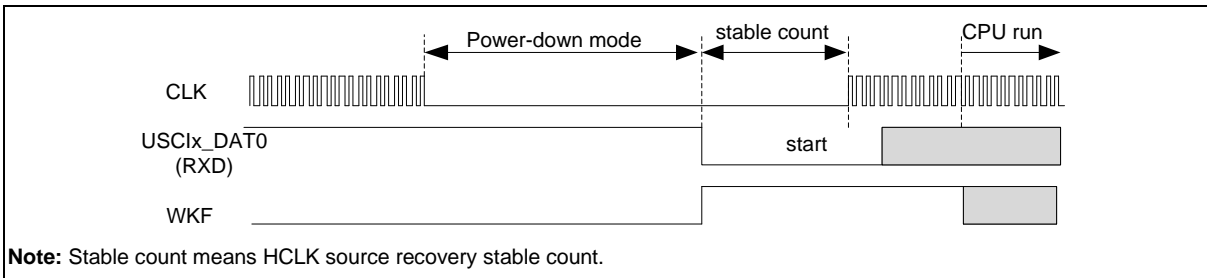 Power-down mode
stable count
CPU run
CLK
USCIx_DAT0
(RXD)
start
WKF
Note: Stable count means HCLK source recovery stable count.